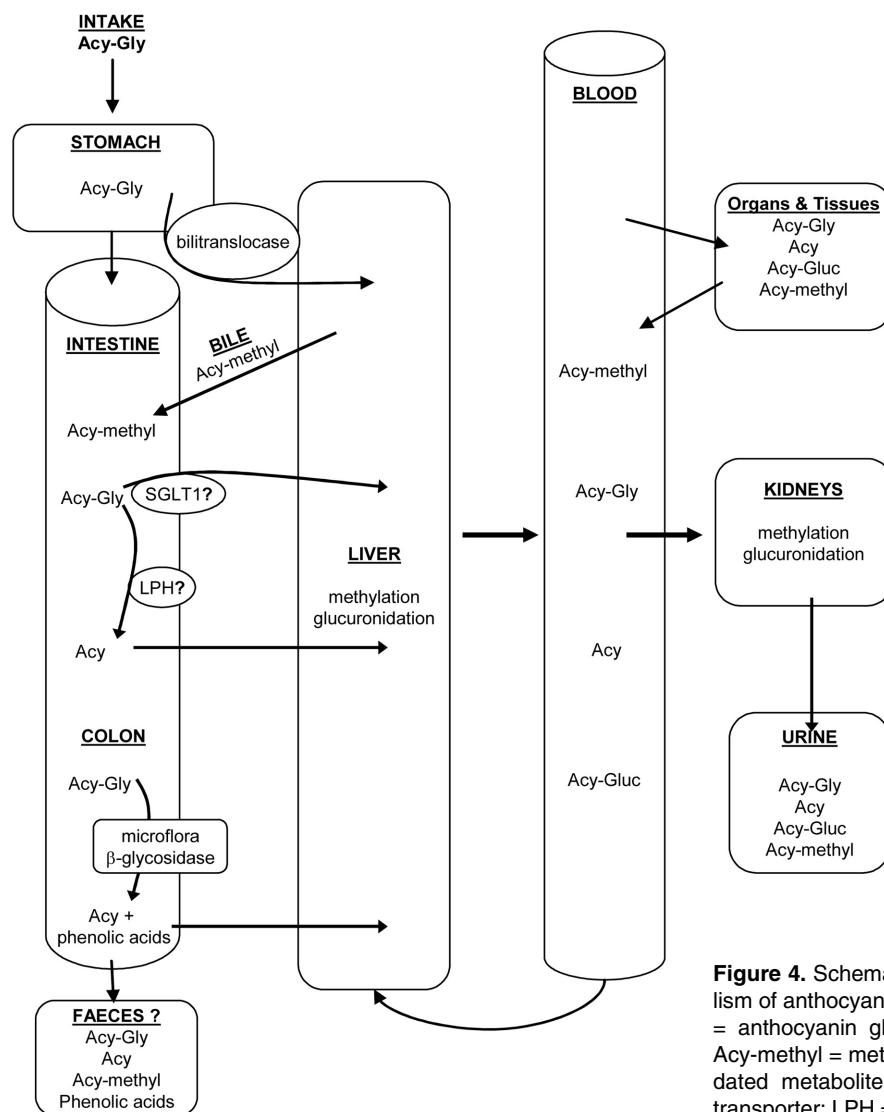 INTAKE
Acy-Gly
STOMACH
Acy-Gly
bilitranslocase
INTESTINE
BILE
Acy-methyl
Acy-methyl
Acy-Gly
SGLT1?
LPH?
Acy
COLON
Acy-Gly
microflora
β-glycosidase
Acy +
phenolic acids
FAECES ?
Acy-Gly
Acy
Acy-methyl
Phenolic acids
LIVER
methylation
glucuronidation
BLOOD
Acy-methyl
Acy-Gly
Acy
Acy-Gluc
Organs & Tissues
Acy-Gly
Acy
Acy-Gluc
Acy-methyl
KIDNEYS
methylation
glucuronidation
URINE
Acy-Gly
Acy
Acy-Gluc
Acy-methyl
Figure 4. Schema
lism of anthocyan
= anthocyanin gl
Acy-methyl = met
dated metabolite
transporter; LPH =